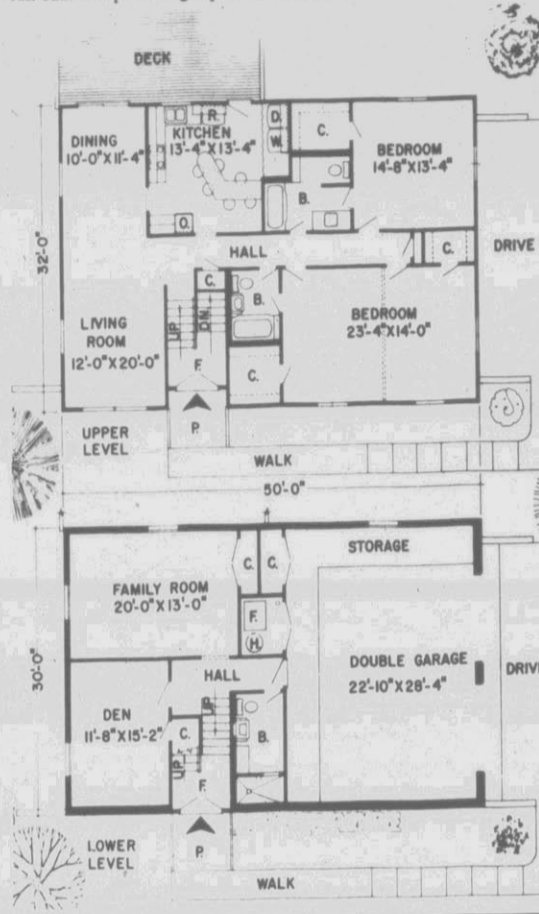 DECK
DINING
10'-0"X11'-4"
R.
KITCHEN
13'-4"X13'-4"
D.
W.
C.
BEDROOM
14'-8"X13'-4"
B.
O.
HALL
C.
DRIVE
32'-0"
C.
UP
DN.
B.
LIVING
ROOM
12'-0"X20'-0"
BEDROOM
23'-4"X14'-0"
F.
C.
UPPER
LEVEL
P.
WALK
50'-0"
STORAGE
FAMILY ROOM
20'-0"X13'-0"
C.
C.
F.
H.
30'-0"
HALL
DOUBLE GARAGE
22'-10"X28'-4"
DRIVE
DEN
11'-8"X15'-2"
UP
C.
UP
B.
F.
LOWER
LEVEL
P.
WALK